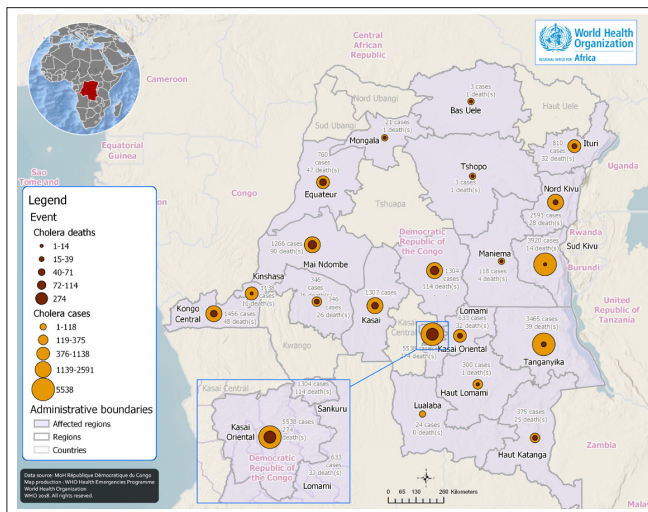 World Health
Organization
REGIONAL OFFICE FOR Africa
Central
African
Republic
Cameroon
Equatorial
Guinea
Sao
Tome and
Congo
Democratic
Republic of
the Congo
Uganda
Rwanda
Burundi
United
Republic of
Tanzania
Zambia
Nord Ubangi
Sud Ubangi
Haut Uele
Tshuapa
Kwango
3 cases
1 death(s)
Bas Uele
21 cases
1 death(s)
Mongala
810
cases
32 death(s)
Ituri
760
cases
47 death(s)
Equateur
Tshopo
3 cases
1 death(s)
Nord Kivu
2591 cases
28 death(s)
1266 cases
90 death(s)
Mai Ndombe
Maniema
118 cases
4 death(s)
3920 cases
14 death(s)
Sud Kivu
1304
cases
114 death(s)
Kinshasa
1138
cases
Kongo
Central
1456 cases
48 death(s)
346
cases
346
cases
26 death(s)
1307 cases
Kasai
Lomami
633
cases
32 death(s)
Kasai Oriental
3465 cases
39 death(s)
Tanganyika
300 cases
1 death(s)
Haut Lomami
Lualaba
24 cases
0 death(s)
375
cases
25 death(s)
Haut Katanga
Legend
Event
Cholera deaths
1-14
15-39
40-71
72-114
274
Cholera cases
1-118
119-375
376-1138
1139-2591
5538
Administrative boundaries
Affected regions
Regions
Countries
Kasai Central
1304 cases
114 death(s)
Sankuru
Kasai
Oriental
5538
cases
274
death(s)
Democratic
Republic of
the Congo
633
cases
Lomami
0 65 130 260 Kilometers
Data source: MoH République Démocratique du Congo
Map production : WHO Health Emergencies Programme
World Health Organization
WHO 2018. All rights reseved.